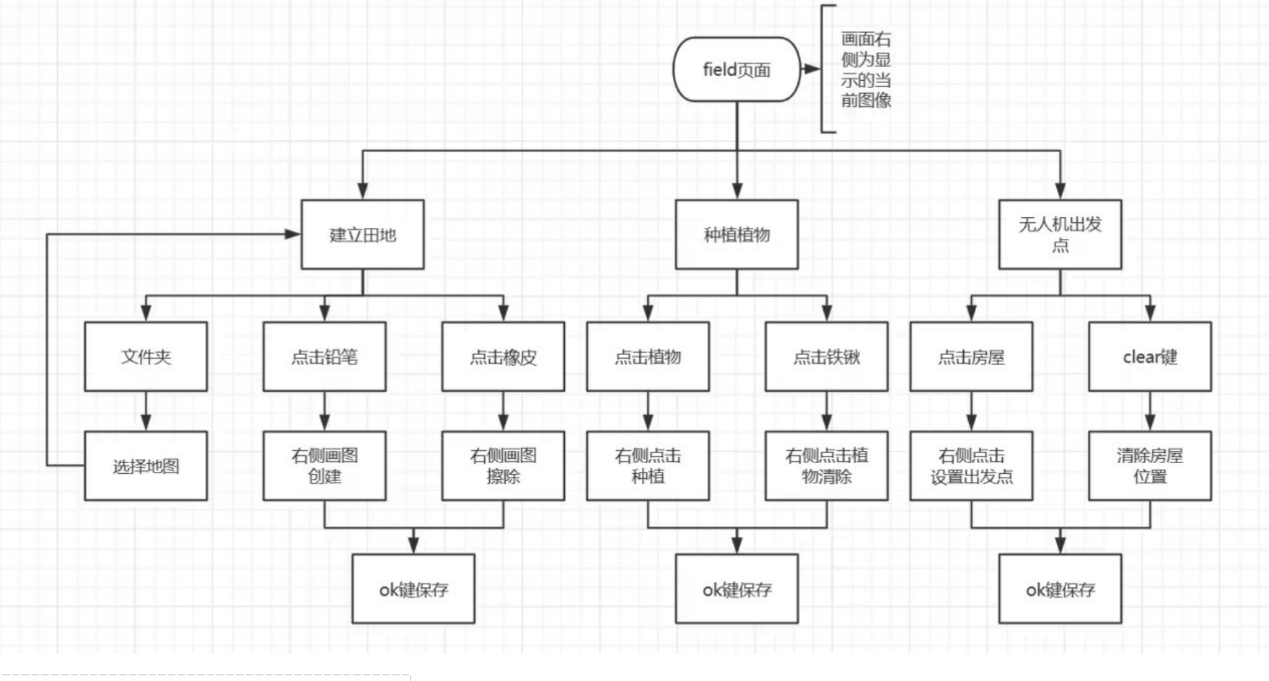 field页面
画面右
侧为显
示的当
前图像
建立田地
种植植物
无人机出发
点
文件夹
点击铅笔
点击橡皮
点击植物
点击铁锹
点击房屋
clear键
选择地图
右侧画图
创建
右侧画图
擦除
右侧点击
种植
右侧点击植
物清除
右侧点击
设置出发点
清除房屋
位置
ok键保存
ok键保存
ok键保存